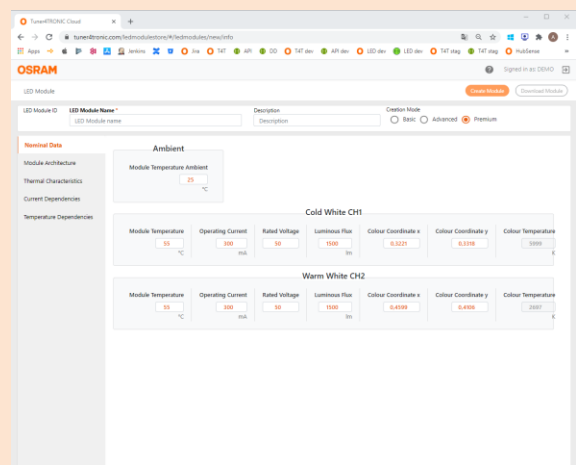 Tuner4TRONIC Cloud
tuner4tronic.com/ledmodulestore/#/ledmodules/new/info
Apps Jenkins Jira T4T API OD T4T dev API dev LED dev LED dev T4T stag T4T stag HubSense
OSRAM Signed in as: DEVIO
LED Module Create Module Download Module
LED Module ID LED Module Name * Description Creation Mode
LED Module name Description Basic Advanced Premium
Nominal Data
Module Architecture
Thermal Characteristics
Current Dependencies
Temperature Dependencies
Ambient
Module Temperature Ambient
25
°C
Cold White CH1
Module Temperature Operating Current Rated Voltage Luminous Flux Colour Coordinate x Colour Coordinate y Colour Temperature
55 300 50 1500 0.3221 0.3318 5999
°C mA lm K
Warm White CH2
Module Temperature Operating Current Rated Voltage Luminous Flux Colour Coordinate x Colour Coordinate y Colour Temperature
55 300 50 1500 0.4599 0.4106
°C mA lm K